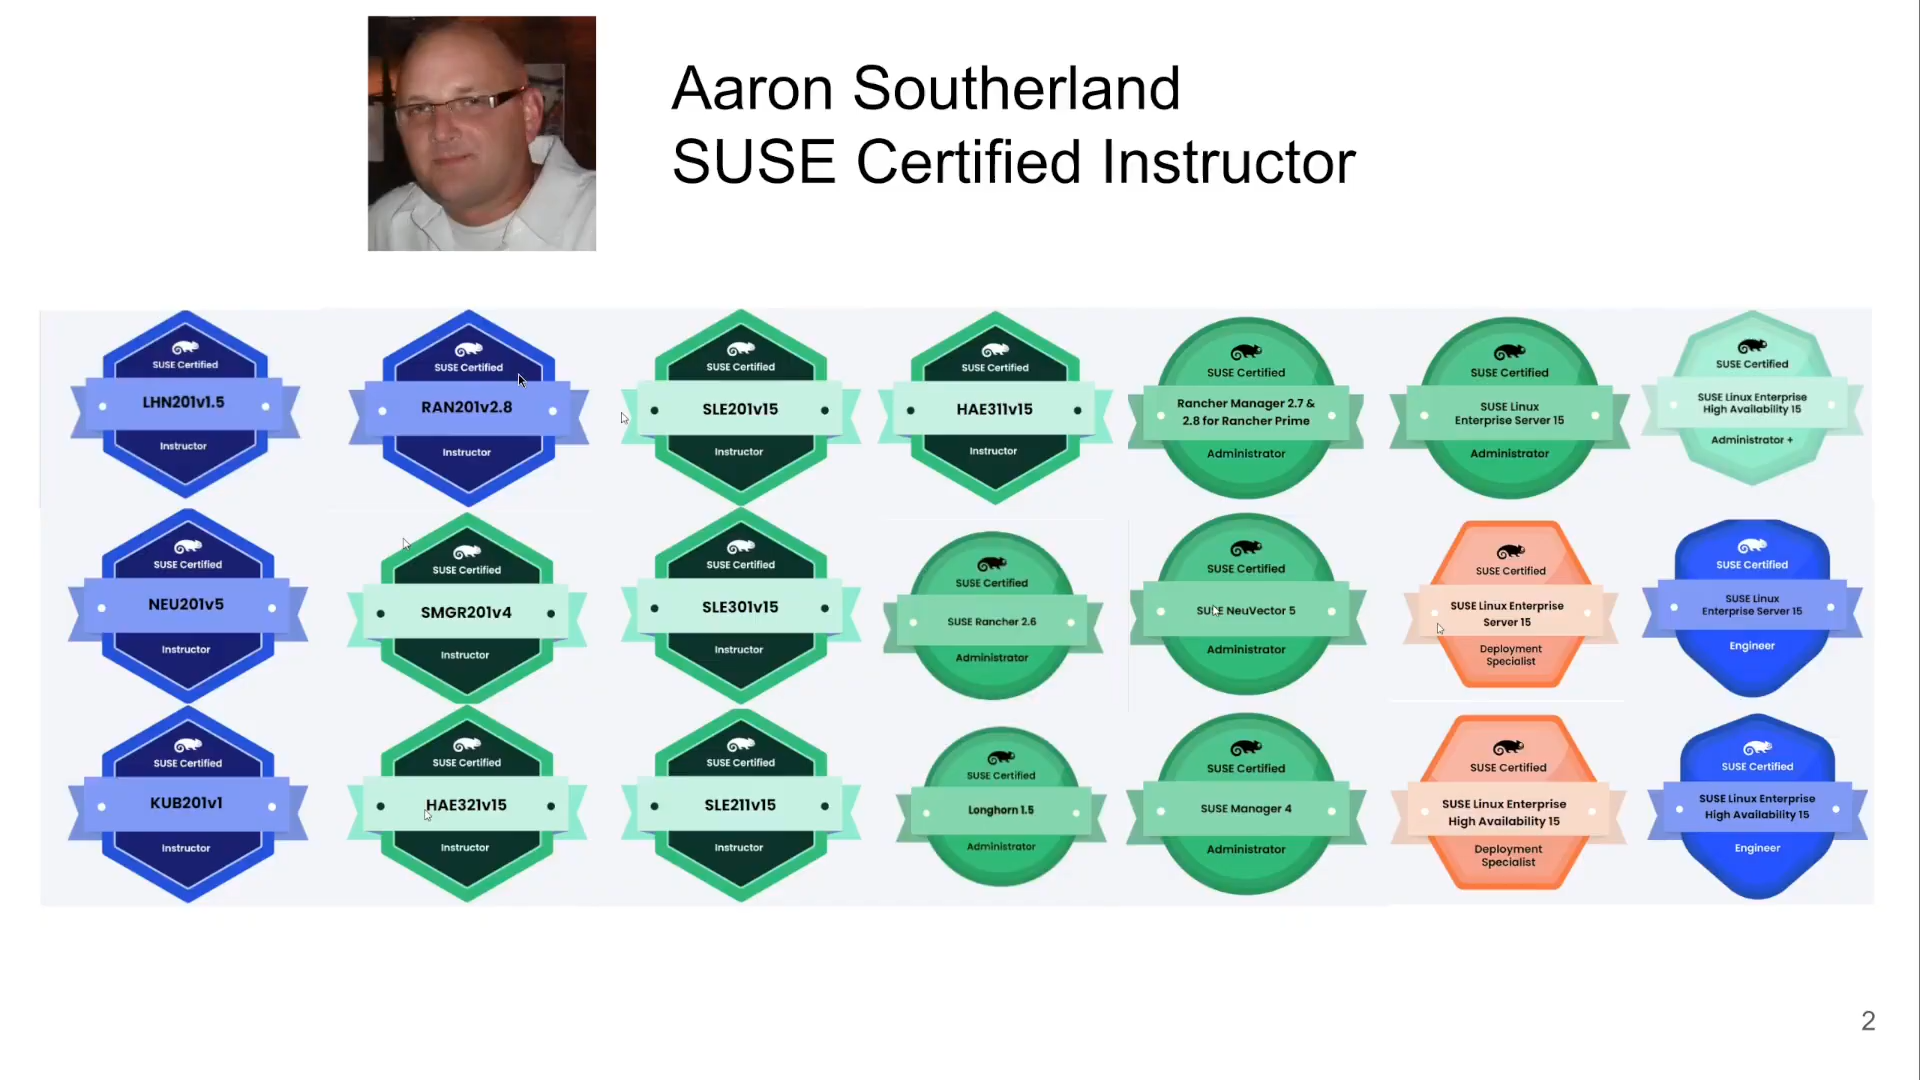 Aaron Southerland
SUSE Certified Instructor
SUSE Certified
LHN201v1.5
Instructor
SUSE Certified
RAN201v2.8
Instructor
SUSE Certified
SLE201v15
Instructor
SUSE Certified
HAE311v15
Instructor
SUSE Certified
Rancher Manager 2.7 &
2.8 for Rancher Prime
Administrator
SUSE Certified
SUSE Linux
Enterprise Server 15
Administrator
SUSE Certified
SUSE Linux Enterprise
High Availability 15
Administrator +
SUSE Certified
NEU201v5
Instructor
SUSE Certified
SMGR201v4
Instructor
SUSE Certified
SLE301v15
Instructor
SUSE Certified
SUSE Rancher 2.6
Administrator
SUSE Certified
SUSE NeuVector 5
Administrator
SUSE Certified
SUSE Linux Enterprise
Server 15
Deployment
Specialist
SUSE Certified
SUSE Linux
Enterprise Server 15
Engineer
SUSE Certified
KUB201v1
Instructor
SUSE Certified
HAE321v15
Instructor
SUSE Certified
SLE211v15
Instructor
SUSE Certified
Longhorn 1.5
Administrator
SUSE Certified
SUSE Manager 4
Administrator
SUSE Certified
SUSE Linux Enterprise
High Availability 15
Deployment
Specialist
SUSE Certified
SUSE Linux Enterprise
High Availability 15
Engineer
2